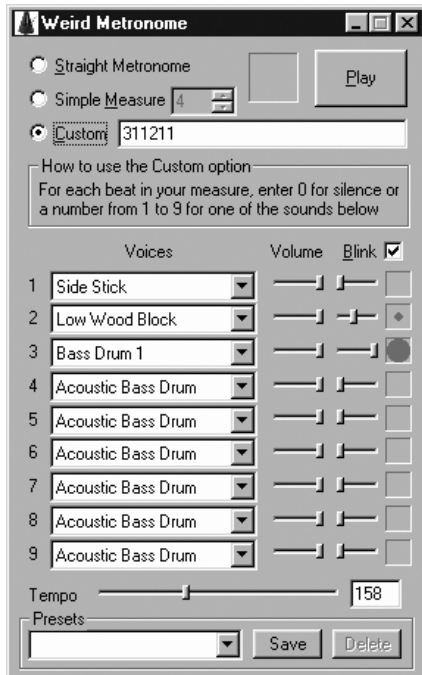 Weird Metronome
Straight Metronome
Play
Simple Measure 4
Custom 311211
How to use the Custom option
For each beat in your measure, enter 0 for silence or
a number from 1 to 9 for one of the sounds below
Voices Volume Blink
1 Side Stick
2 Low Wood Block
3 Bass Drum 1
4 Acoustic Bass Drum
5 Acoustic Bass Drum
6 Acoustic Bass Drum
7 Acoustic Bass Drum
8 Acoustic Bass Drum
9 Acoustic Bass Drum
Tempo 158
Presets
Save Delete